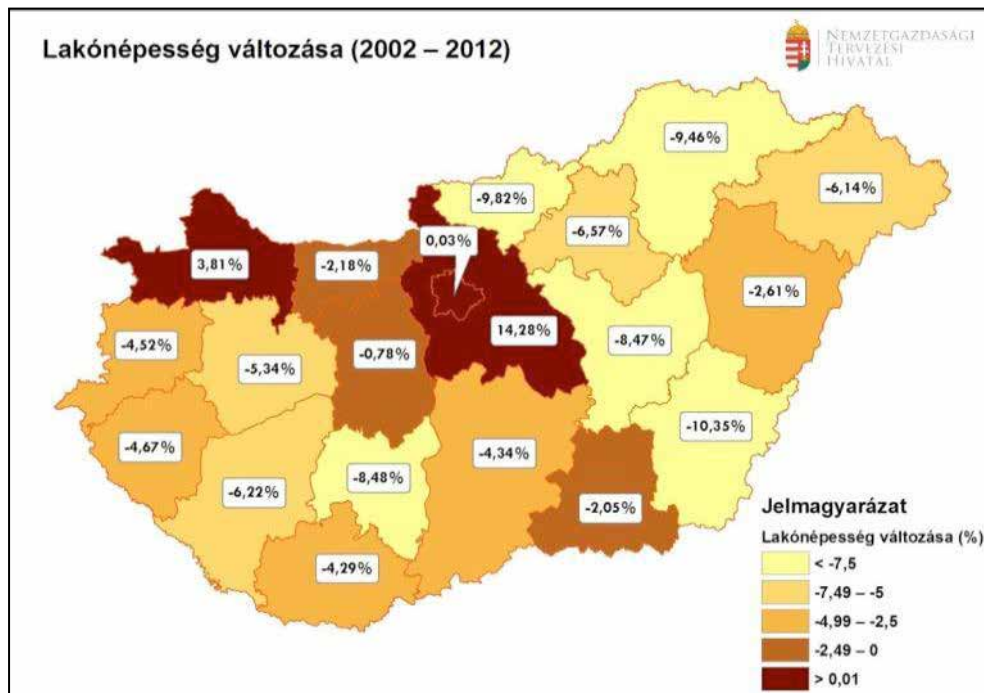 Lakónépesség változása (2002 – 2012)
NEMZETGAZDASÁGI
TERVEZÉSI
HIVATAL
-9,46%
-9,82%
-6,14%
-6,57%
0,03%
3,81%
-2,18%
-2,61%
14,28%
-8,47%
-4,52%
-5,34%
-0,78%
-10,35%
-4,67%
-4,34%
-8,48%
-6,22%
-2,05%
-4,29%
Jelmagyarázat
Lakónépesség változása (%)
< -7,5
-7,49 – -5
-4,99 – -2,5
-2,49 – 0
> 0,01